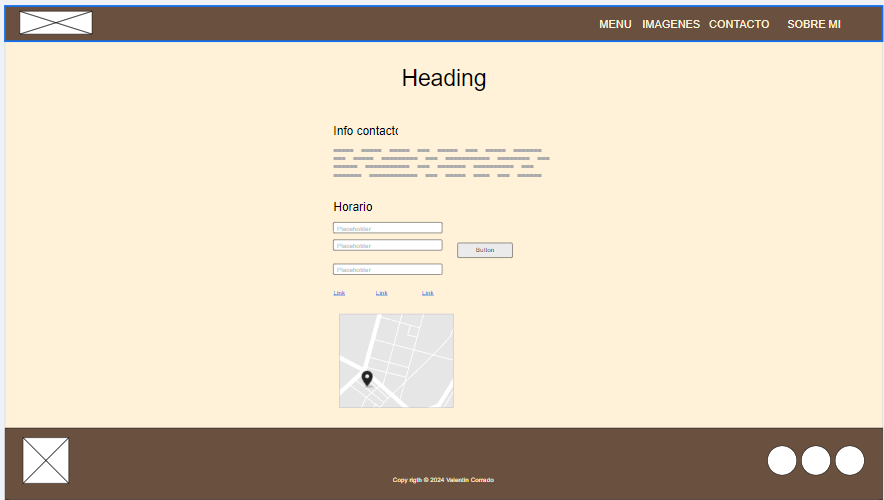 MENU IMAGENES CONTACTO SOBRE MI
Heading
Info contacto
Horario
Placeholder
Placeholder
Button
Placeholder
Link Link Link
Copy rigth © 2024 Valentin Corrado